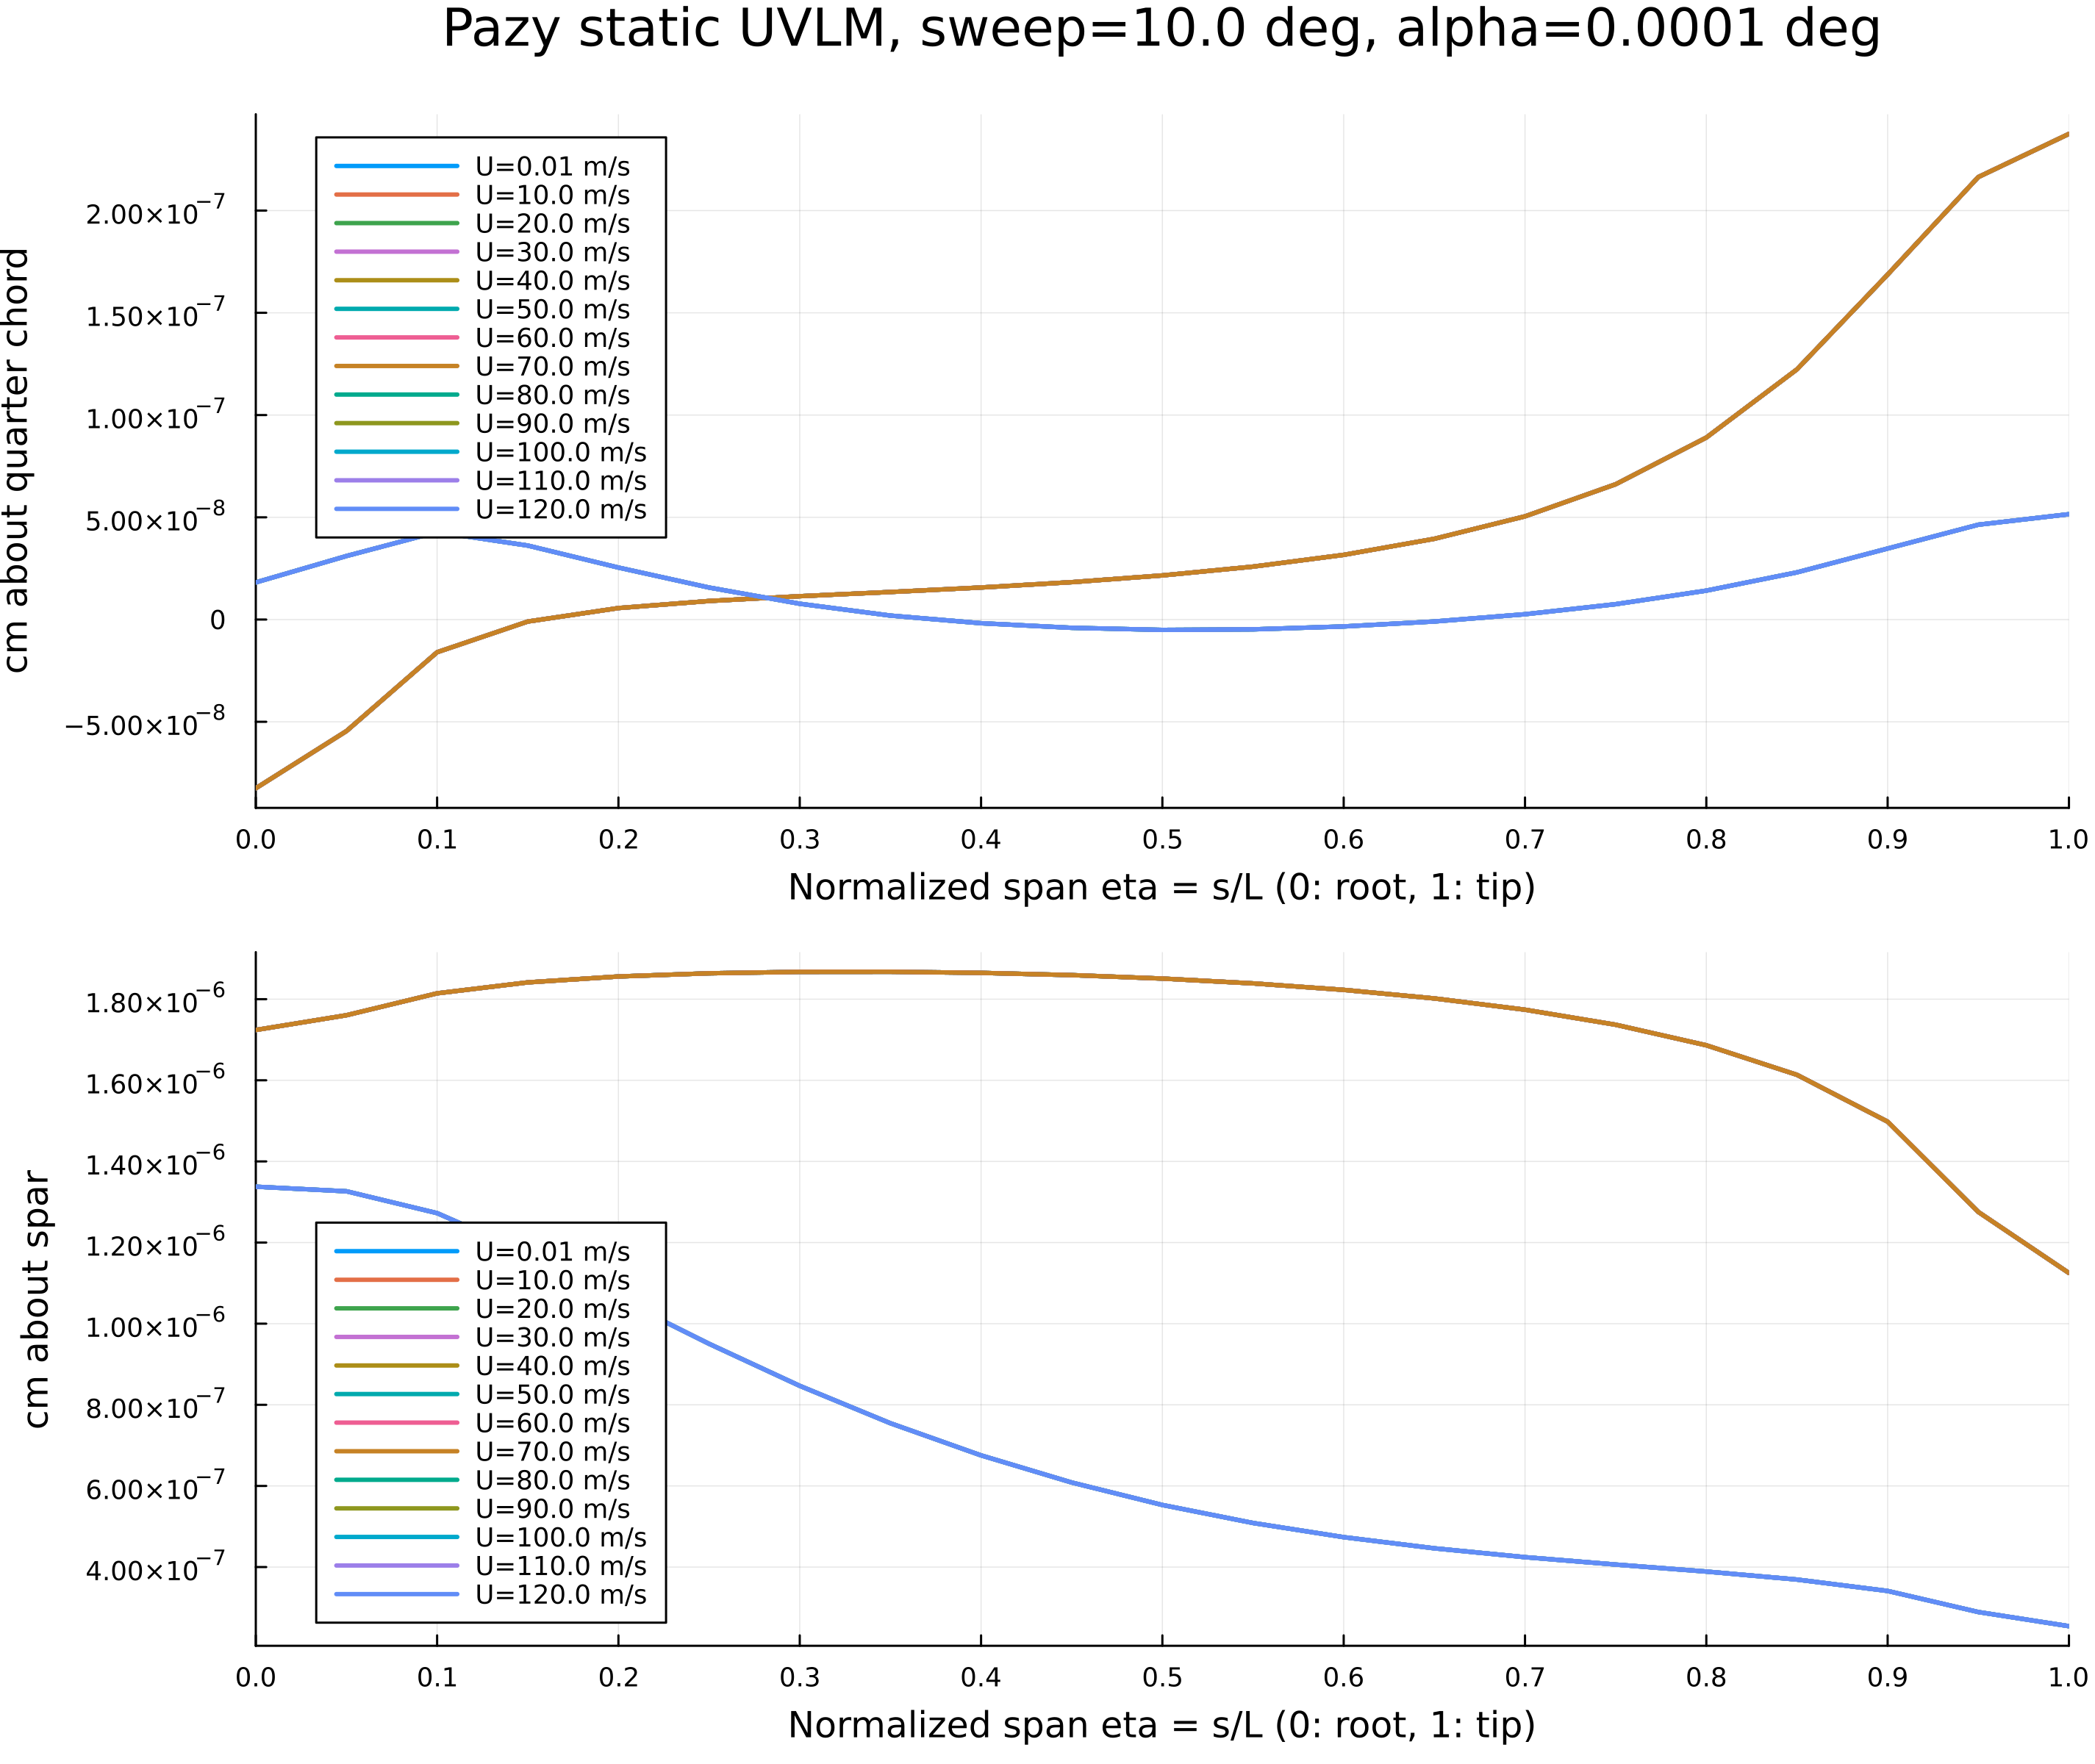 Pazy static UVLM, sweep=10.0 deg, alpha=0.0001 deg
cm about quarter chord
2.00×10⁻⁷
1.50×10⁻⁷
1.00×10⁻⁷
5.00×10⁻⁸
0
−5.00×10⁻⁸
U=0.01 m/s
U=10.0 m/s
U=20.0 m/s
U=30.0 m/s
U=40.0 m/s
U=50.0 m/s
U=60.0 m/s
U=70.0 m/s
U=80.0 m/s
U=90.0 m/s
U=100.0 m/s
U=110.0 m/s
U=120.0 m/s
0.0 0.1 0.2 0.3 0.4 0.5 0.6 0.7 0.8 0.9 1.0
Normalized span eta = s/L (0: root, 1: tip)
cm about spar
1.80×10⁻⁶
1.60×10⁻⁶
1.40×10⁻⁶
1.20×10⁻⁶
1.00×10⁻⁶
8.00×10⁻⁷
6.00×10⁻⁷
4.00×10⁻⁷
U=0.01 m/s
U=10.0 m/s
U=20.0 m/s
U=30.0 m/s
U=40.0 m/s
U=50.0 m/s
U=60.0 m/s
U=70.0 m/s
U=80.0 m/s
U=90.0 m/s
U=100.0 m/s
U=110.0 m/s
U=120.0 m/s
0.0 0.1 0.2 0.3 0.4 0.5 0.6 0.7 0.8 0.9 1.0
Normalized span eta = s/L (0: root, 1: tip)